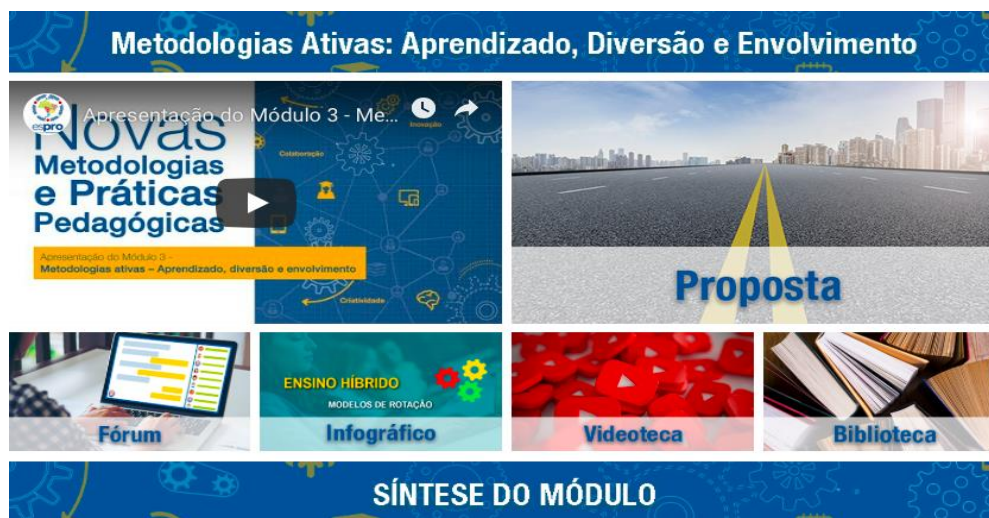 Metodologias Ativas: Aprendizado, Diversão e Envolvimento
espro
Apresentação do Módulo 3 - Me...
Novas
Metodologias
e Práticas
Pedagógicas
Apresentação do Módulo 3 -
Metodologias ativas – Aprendizado, diversão e envolvimento
Inovação
Colaboração
Criatividade
Proposta
Fórum
ENSINO HÍBRIDO
MODELOS DE ROTAÇÃO
Infográfico
Videoteca
Biblioteca
SÍNTESE DO MÓDULO